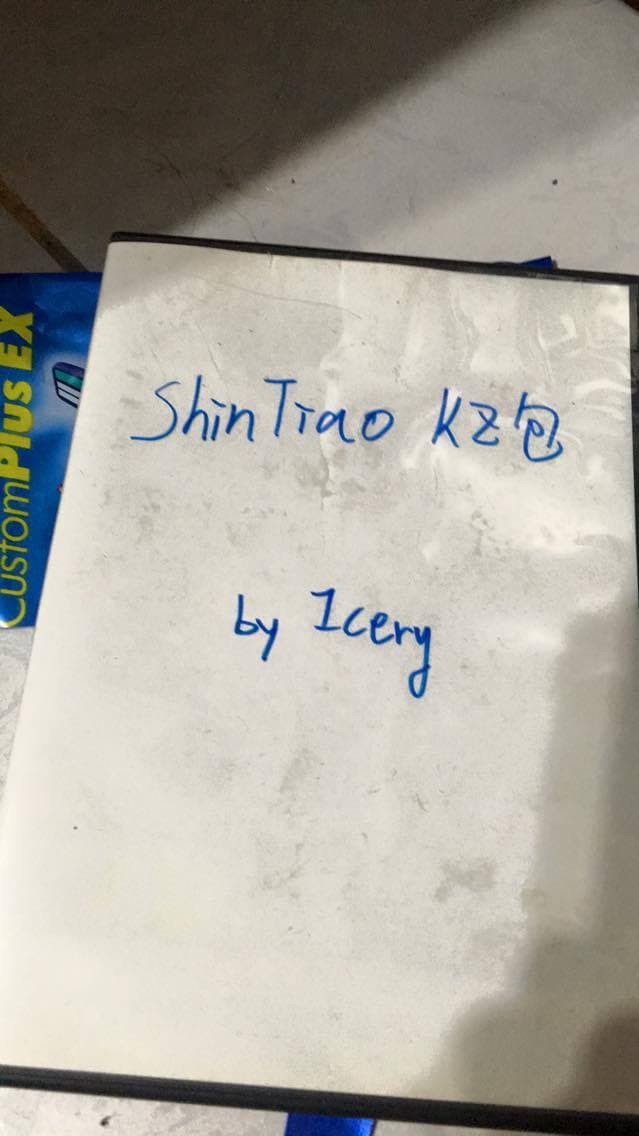 CustomPlus EX
ShinTiao KZ包
by Icery